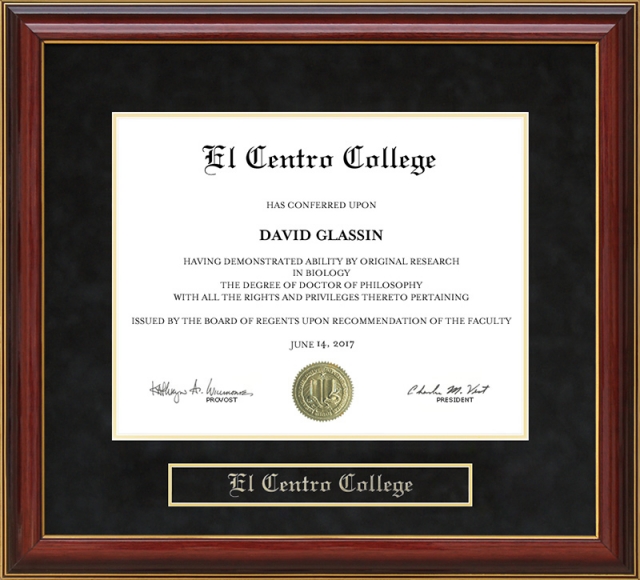 El Centro College
HAS CONFERRED UPON
DAVID GLASSIN
HAVING DEMONSTRATED ABILITY BY ORIGINAL RESEARCH
IN BIOLOGY
THE DEGREE OF DOCTOR OF PHILOSOPHY
WITH ALL THE RIGHTS AND PRIVILEGES THERETO PERTAINING
ISSUED BY THE BOARD OF REGENTS UPON RECOMMENDATION OF THE FACULTY
JUNE 14, 2017
Charles M. Vest
PROVOST PRESIDENT
El Centro College